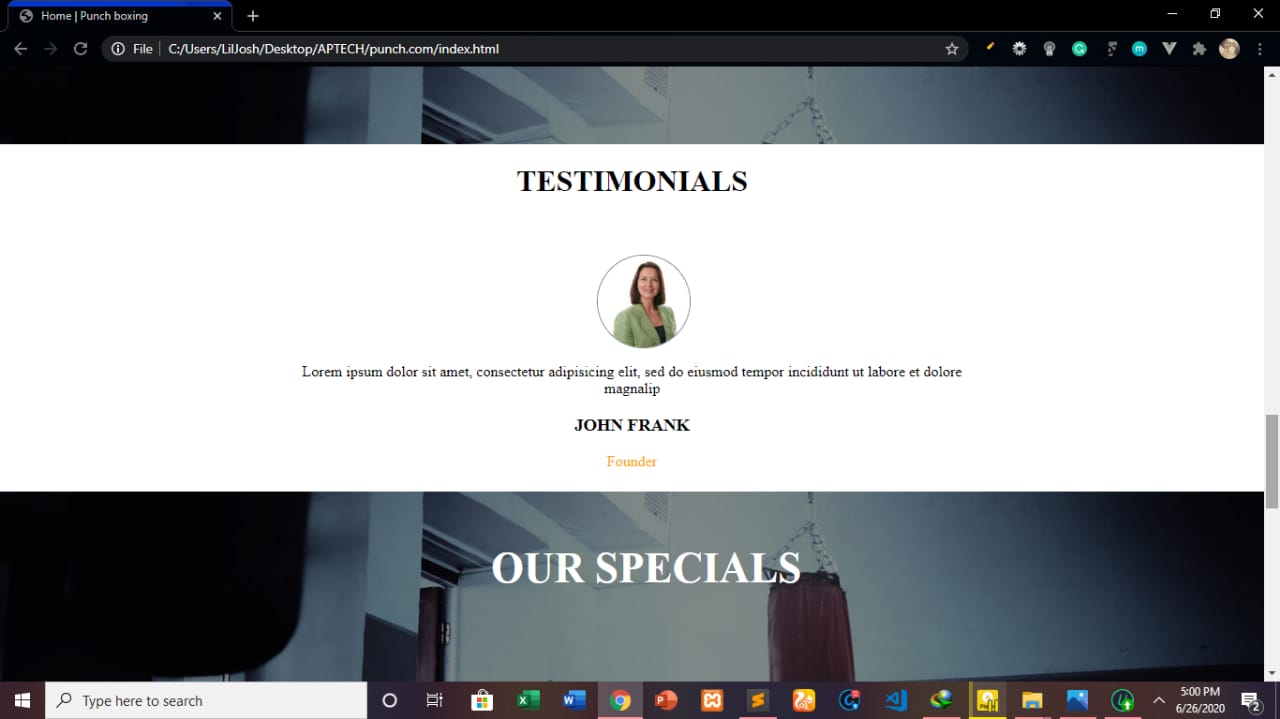 Home | Punch boxing
File
C:/Users/LilJosh/Desktop/APTECH/punch.com/index.html
TESTIMONIALS
Lorem ipsum dolor sit amet, consectetur adipisicing elit, sed do eiusmod tempor incididunt ut labore et dolore
magnalip
JOHN FRANK
Founder
OUR SPECIALS
Type here to search
5:00 PM
6/26/2020
2